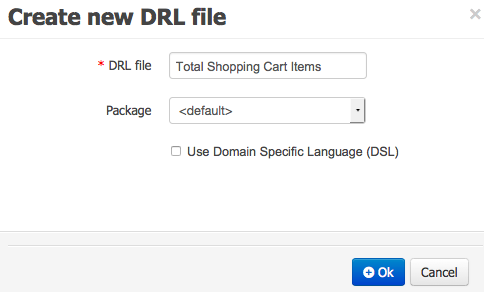 Create new DRL file ×
* DRL file Total Shopping Cart Items
Package <default>
Use Domain Specific Language (DSL)
Ok Cancel